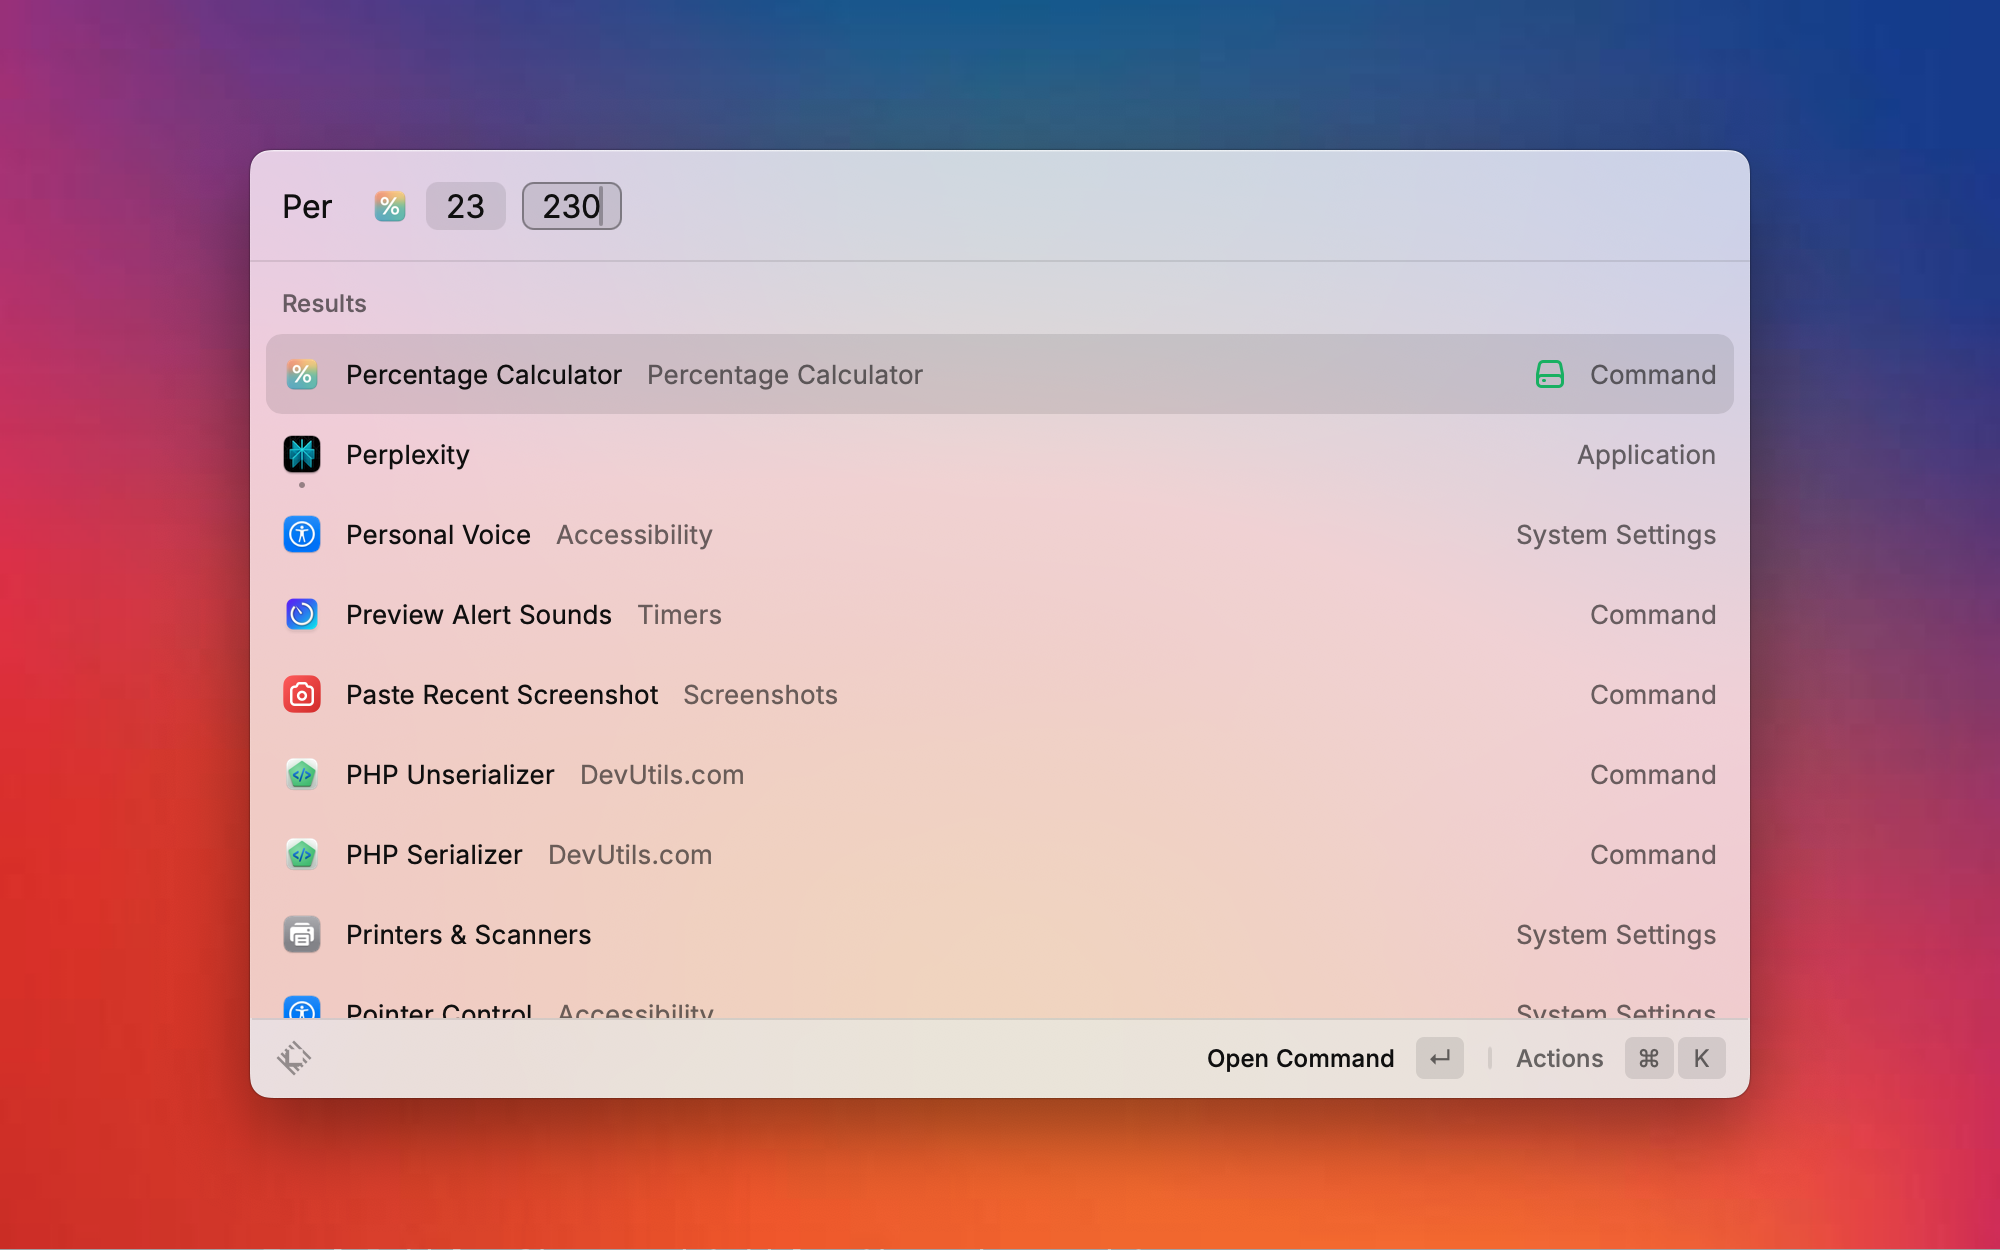 Per % 23 230
Results
% Percentage Calculator Percentage Calculator Command
Perplexity Application
Personal Voice Accessibility System Settings
Preview Alert Sounds Timers Command
Paste Recent Screenshot Screenshots Command
</> PHP Unserializer DevUtils.com Command
</> PHP Serializer DevUtils.com Command
Printers & Scanners System Settings
Pointer Control Accessibility System Settings
Open Command ↵ Actions ⌘ K